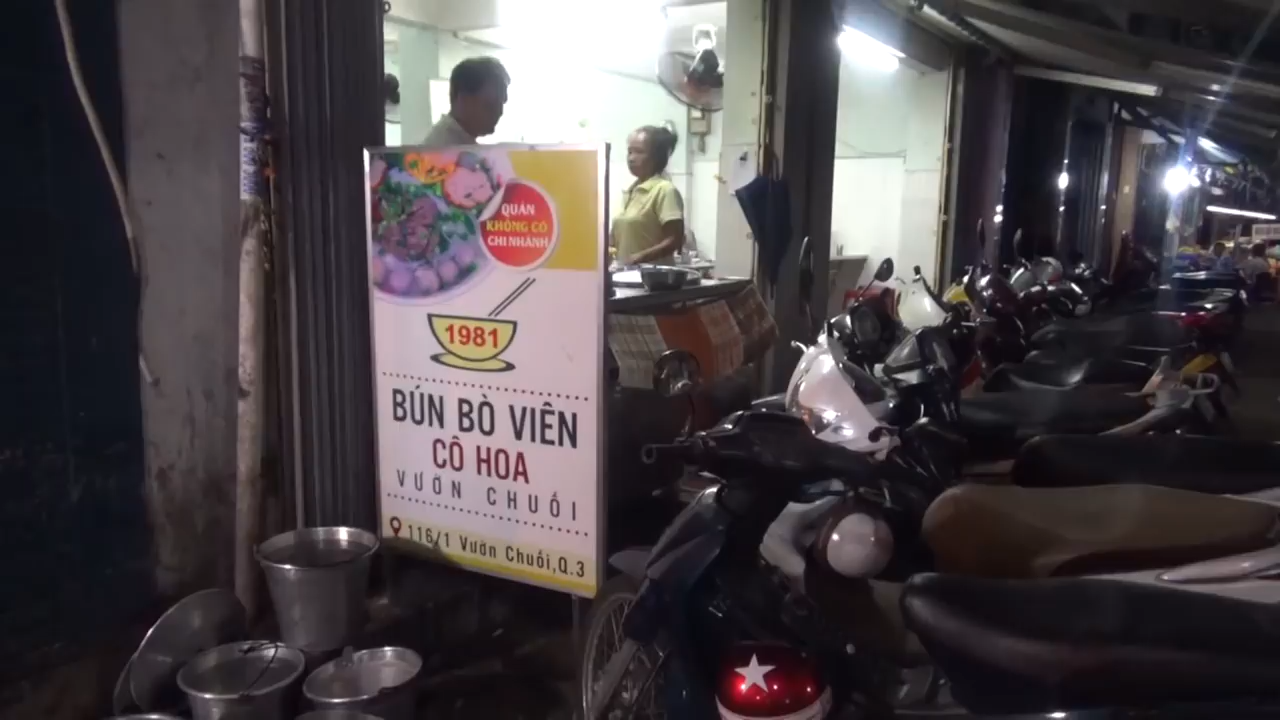 QUÁN
KHÔNG CÓ
CHI NHÁNH
1981
BÚN BÒ VIÊN
CÔ HOA
VƯỜN CHUỐI
116/1 Vườn Chuối,Q.3